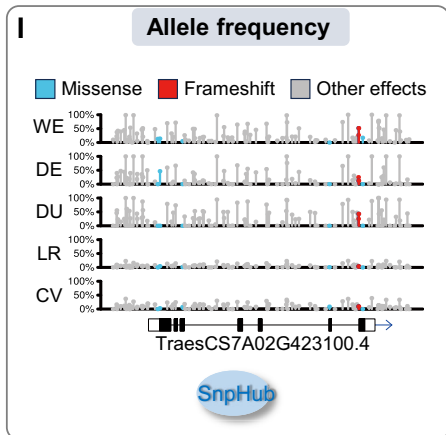 I
Allele frequency
Missense Frameshift Other effects
WE 100% 50% 0%
DE 100% 50% 0%
DU 100% 50% 0%
LR 100% 50% 0%
CV 100% 50% 0%
TraesCS7A02G423100.4
SnpHub